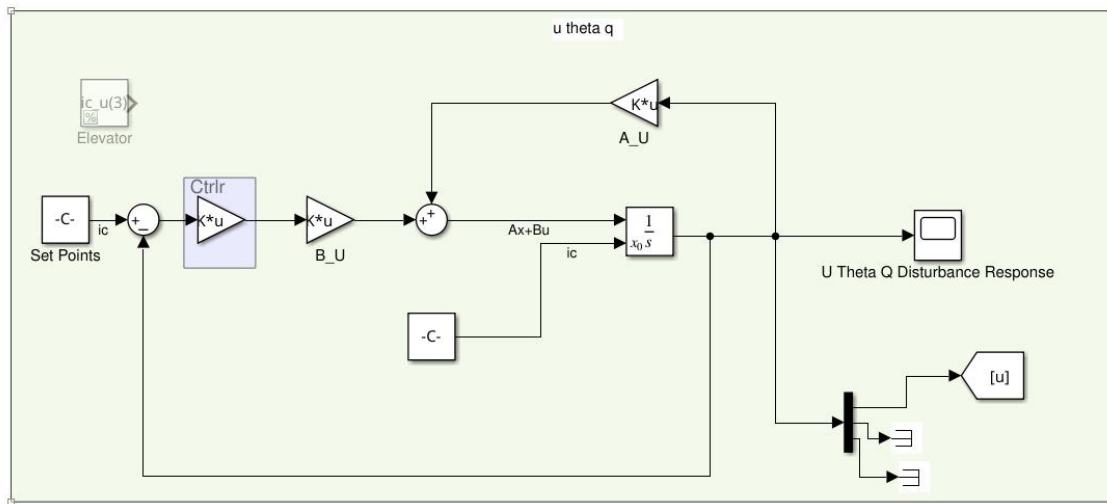 u theta q
ic_u(3)
%
Elevator
K*u
A_U
Ctrlr
-C-
+
−
K*u
K*u
+
+
1
s
x₀
ic
Ax+Bu
Set Points
B_U
ic
U Theta Q Disturbance Response
-C-
[u]